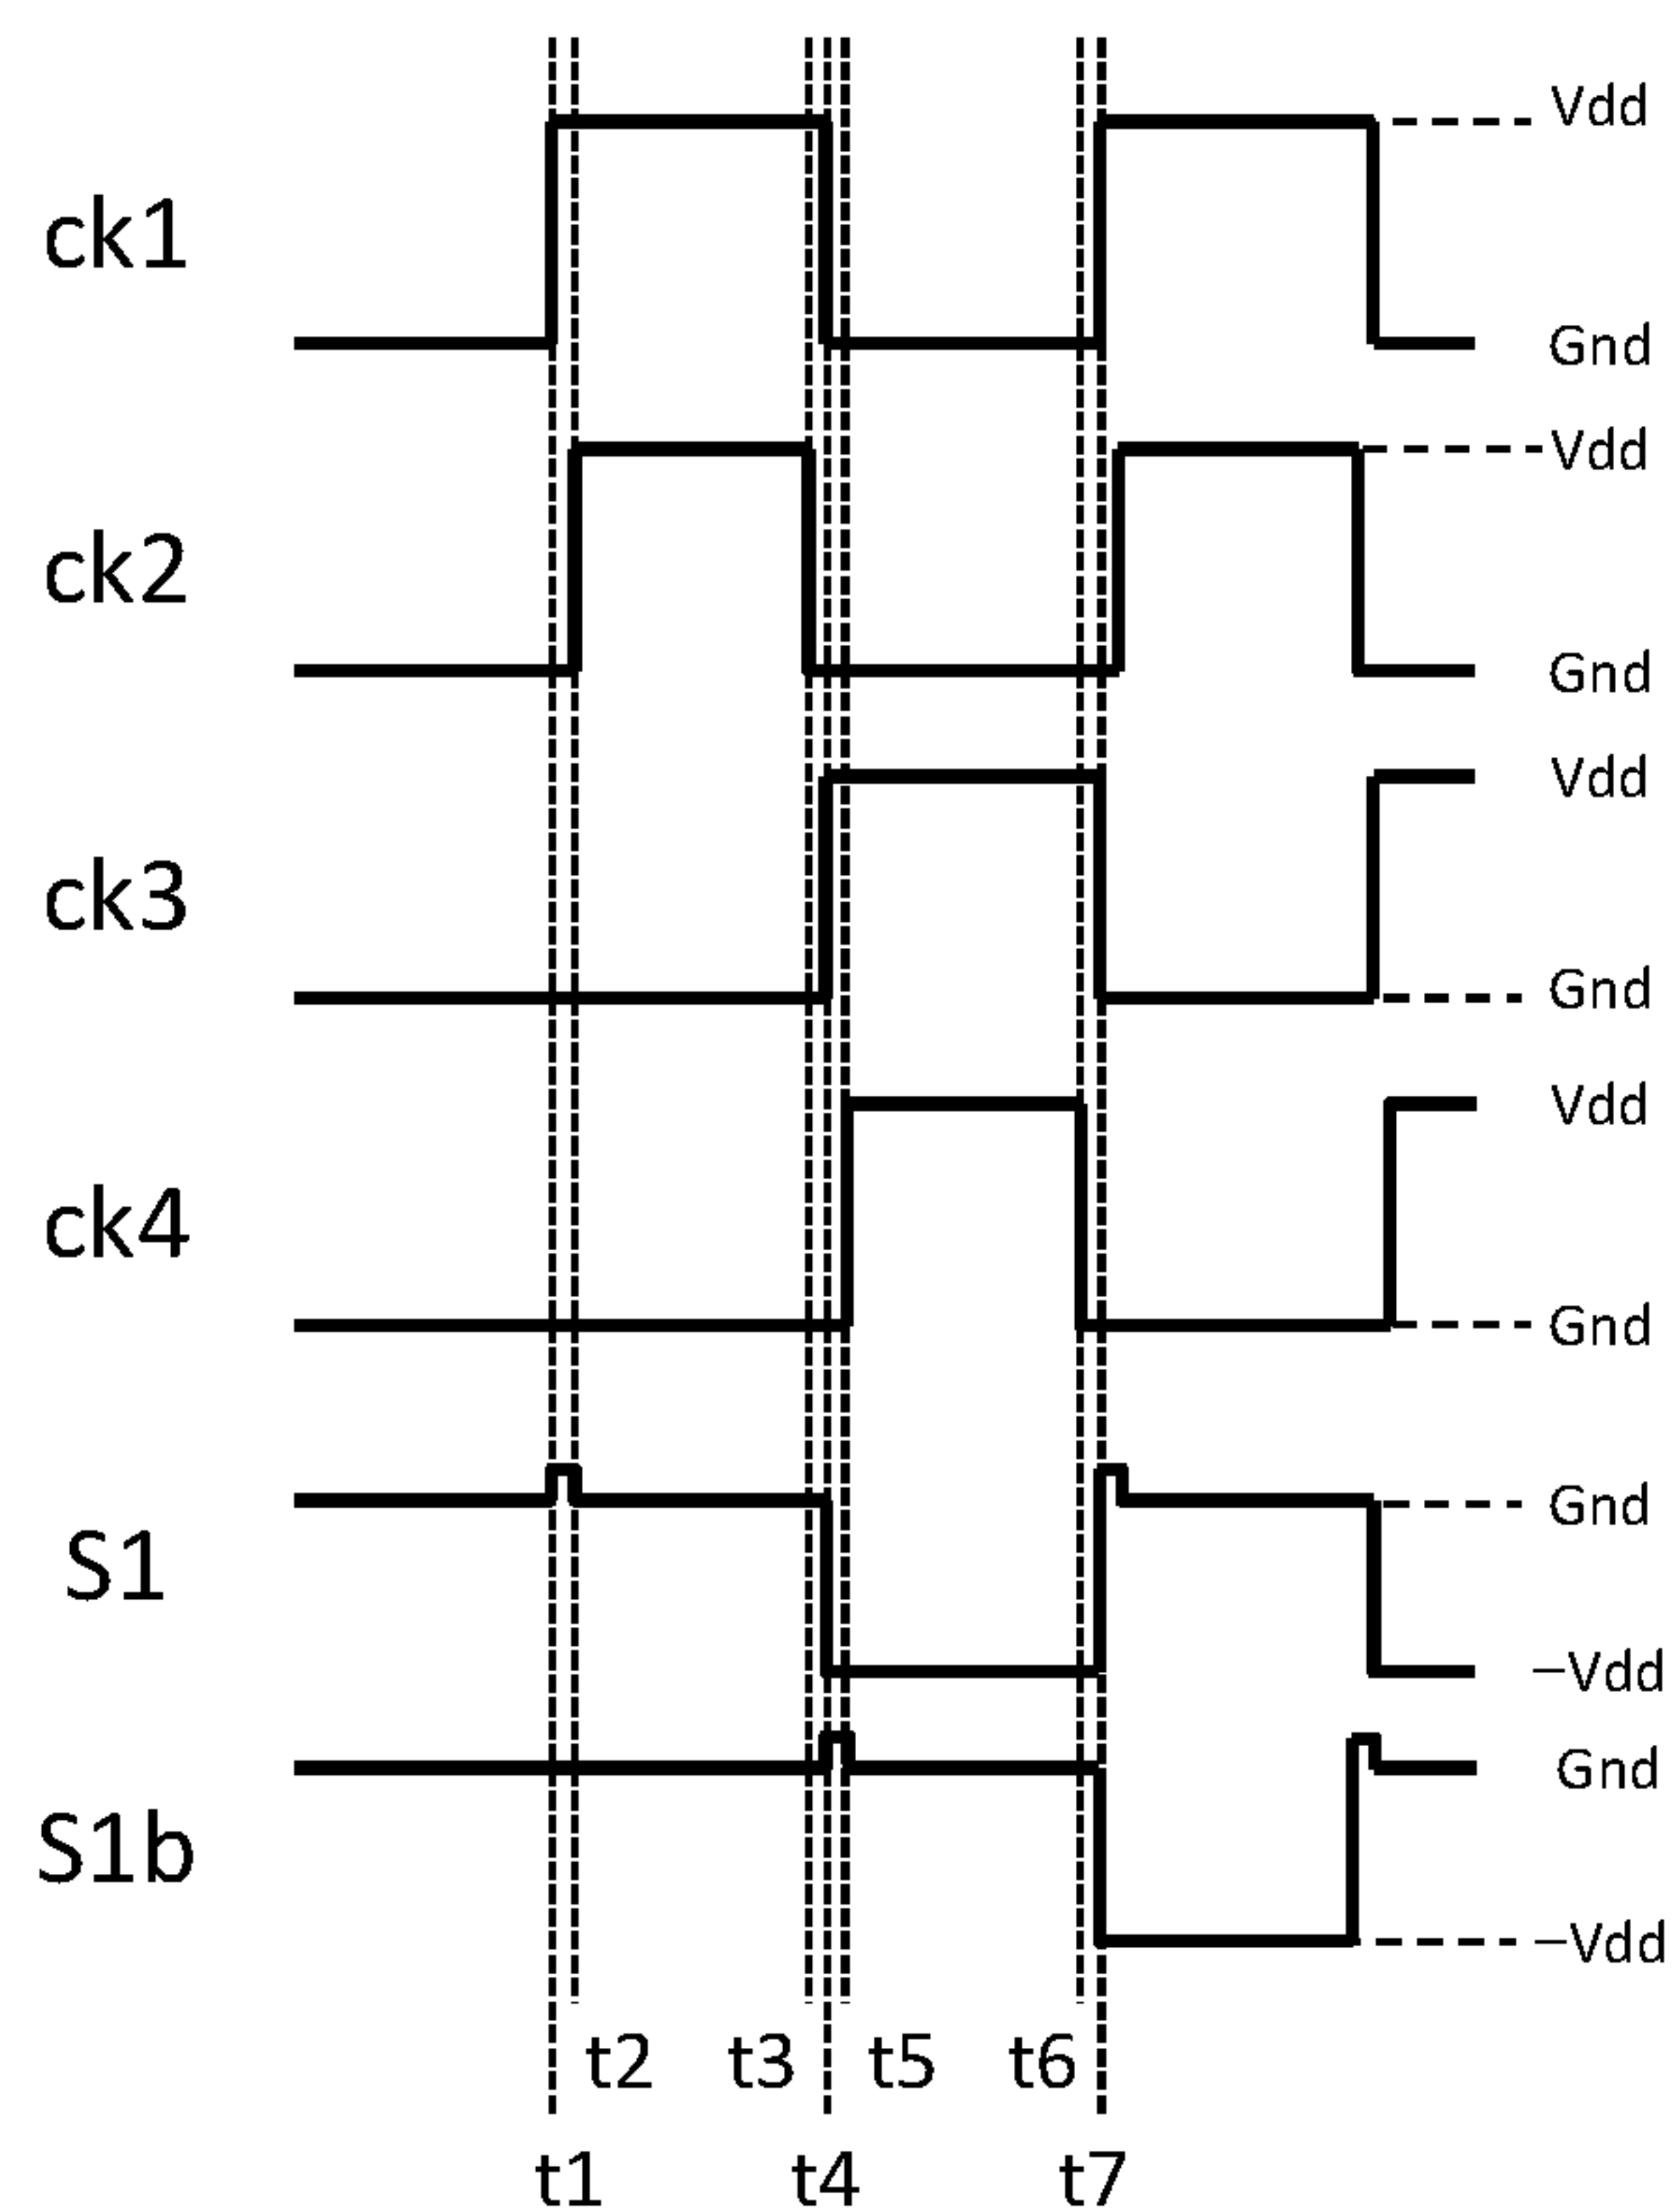 Vdd
ck1
Gnd
Vdd
ck2
Gnd
Vdd
ck3
Gnd
Vdd
ck4
Gnd
Gnd
S1
–Vdd
Gnd
S1b
–Vdd
t2 t3 t5 t6
t1 t4 t7